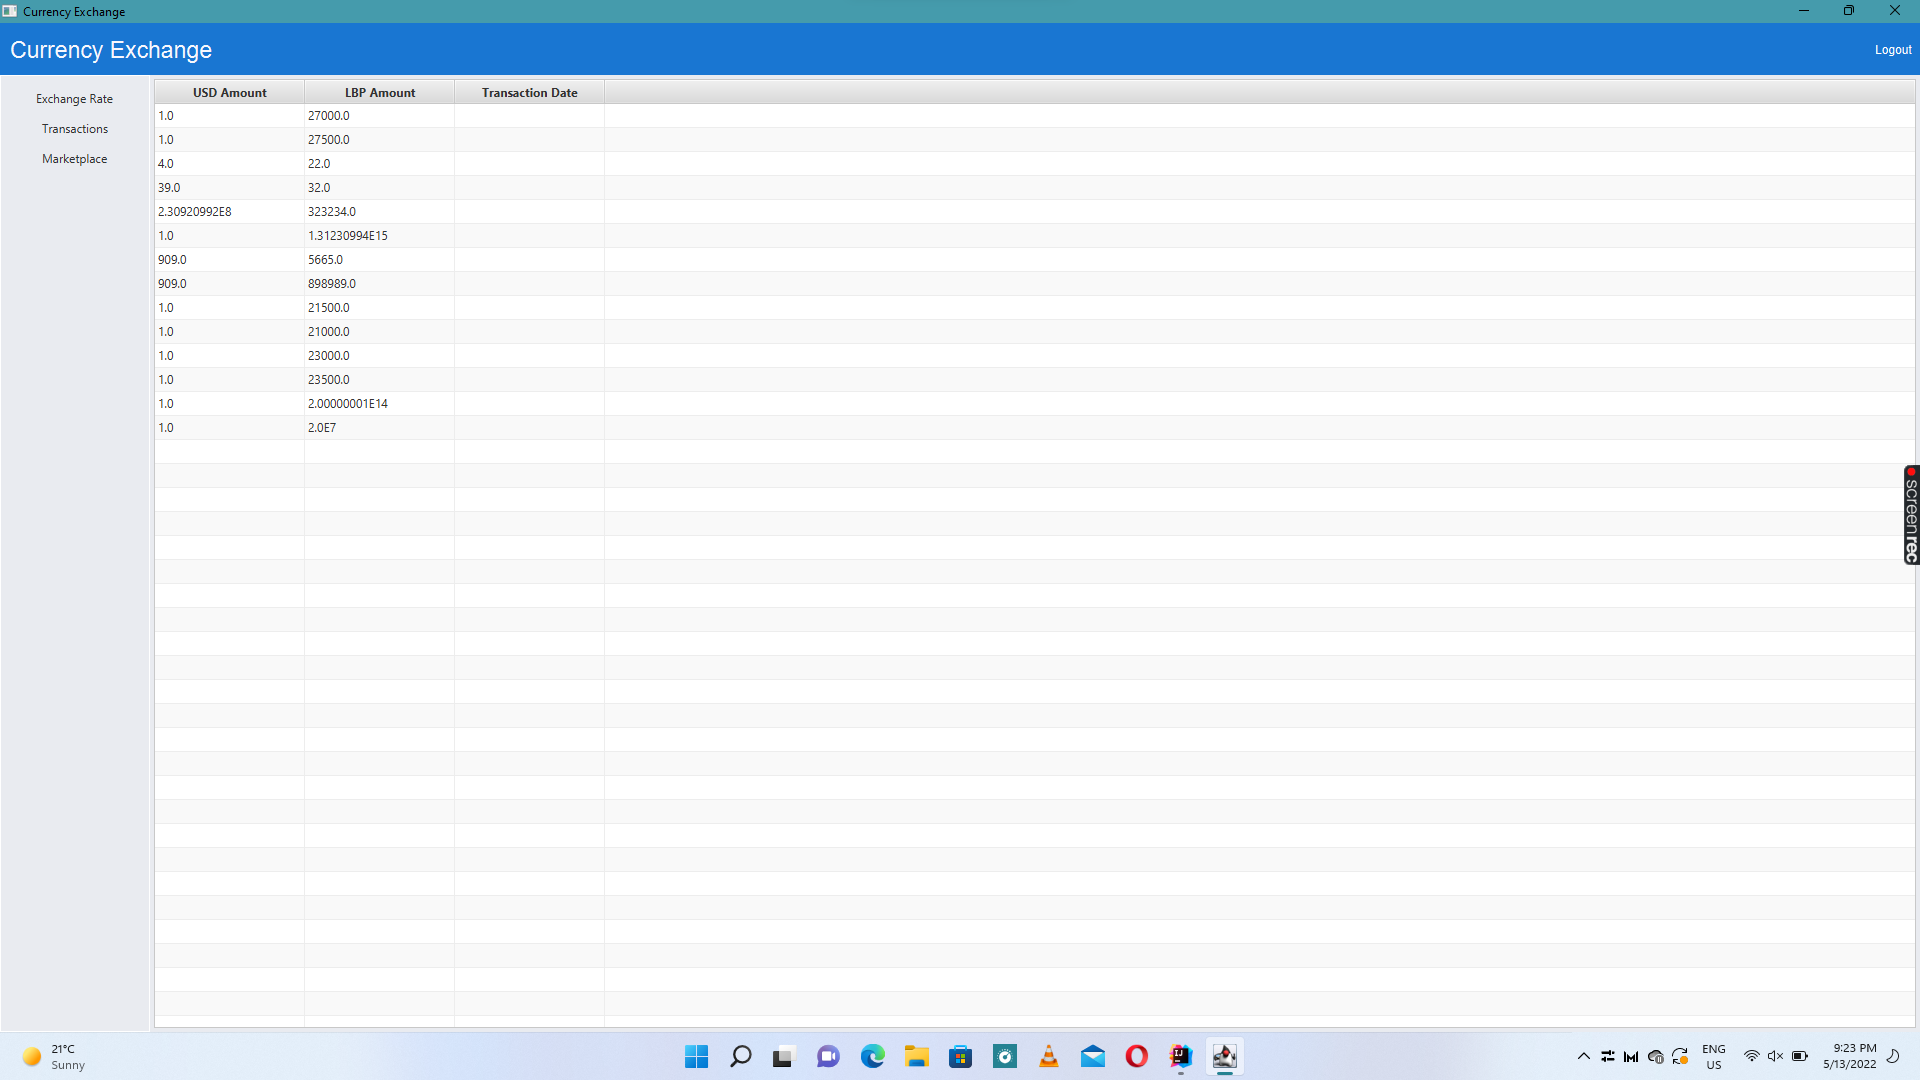 Currency Exchange
Currency Exchange
Logout
Exchange Rate
Transactions
Marketplace
USD Amount LBP Amount Transaction Date
1.0 27000.0
1.0 27500.0
4.0 22.0
39.0 32.0
2.30920992E8 323234.0
1.0 1.31230994E15
909.0 5665.0
909.0 898989.0
1.0 21500.0
1.0 21000.0
1.0 23000.0
1.0 23500.0
1.0 2.00000001E14
1.0 2.0E7
screenrec
21°C
Sunny
IJ
ENG
US
9:23 PM
5/13/2022